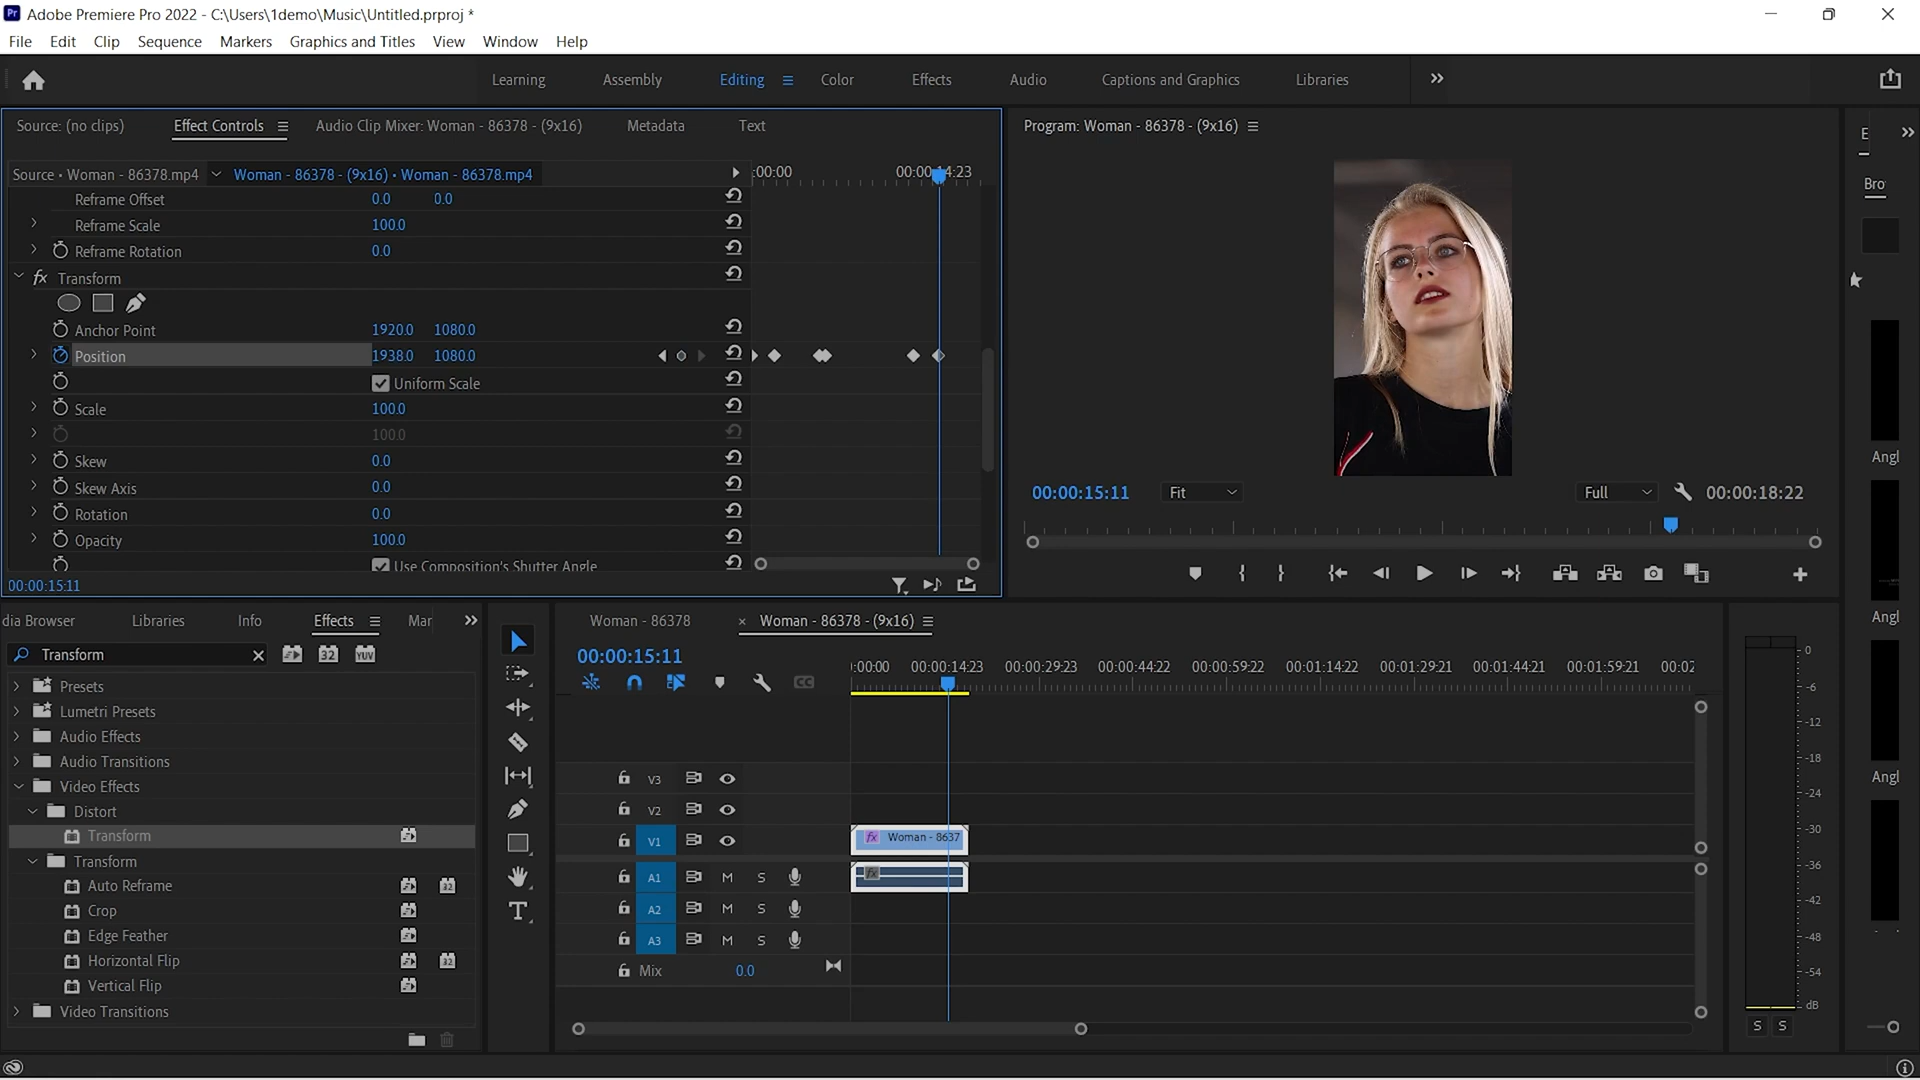 Adobe Premiere Pro 2022 - C:\Users\1demo\Music\Untitled.prproj *
File Edit Clip Sequence Markers Graphics and Titles View Window Help
Learning Assembly Editing Color Effects Audio Captions and Graphics Libraries
Source: (no clips) Effect Controls Audio Clip Mixer: Woman - 86378 - (9x16) Metadata Text
Program: Woman - 86378 - (9x16)
E
Source • Woman - 86378.mp4 Woman - 86378 - (9x16) • Woman - 86378.mp4 :00:00
Bro
Reframe Offset 0.0 0.0
Reframe Scale 100.0
Reframe Rotation 0.0
fx Transform
Anchor Point 1920.0 1080.0
Position 1938.0 1080.0
Uniform Scale
Scale 100.0
100.0
Skew 0.0
Skew Axis 0.0
Rotation 0.0
Opacity 100.0
Use Composition's Shutter Angle
00:00:15:11
00:00:15:11 Fit Full 00:00:18:22
Angl
Angl
Angl
dia Browser Libraries Info Effects Mar
Transform 32 YUV
Presets
Lumetri Presets
Audio Effects
Audio Transitions
Video Effects
Distort
Transform
Transform
Auto Reframe 32
Crop
Edge Feather
Horizontal Flip 32
Vertical Flip
Video Transitions
T
Woman - 86378 × Woman - 86378 - (9x16)
00:00:15:11
CC
:00:00 00:00:14:23 00:00:29:23 00:00:44:22 00:00:59:22 00:01:14:22 00:01:29:21 00:01:44:21 00:01:59:21 00:02
V3
V2
V1 fx Woman - 8637
A1 M S fx
A2 M S
A3 M S
Mix 0.0
0
-6
-12
-18
-24
-30
-36
-42
-48
-54
dB
S S